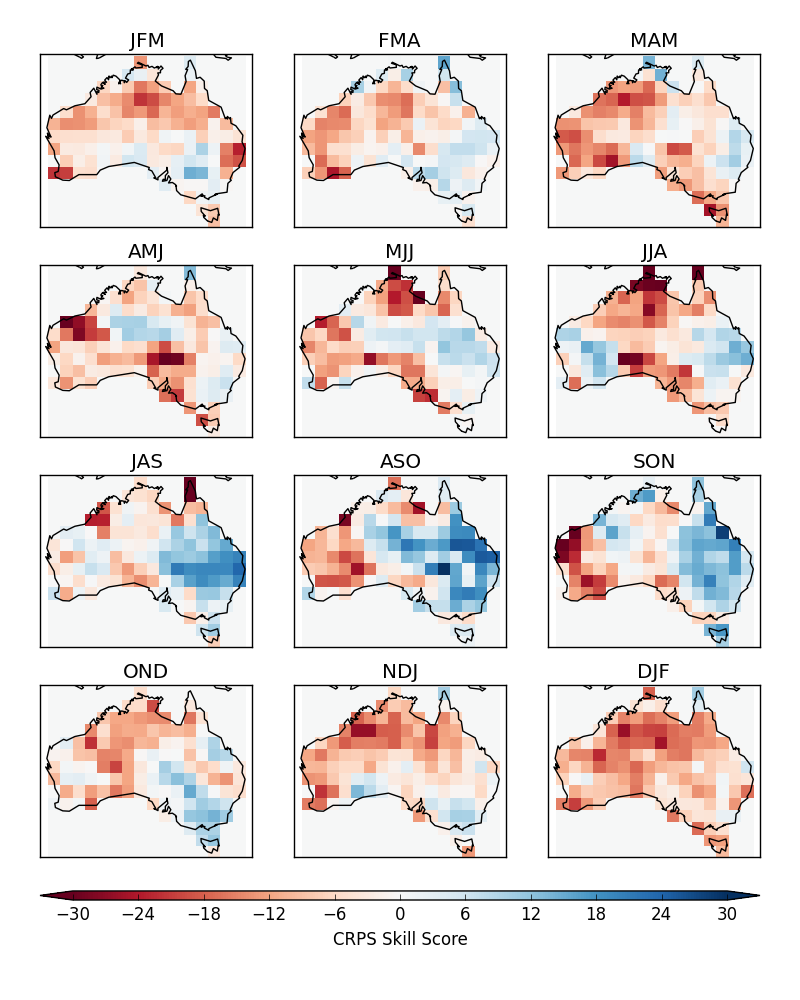 JFM FMA MAM
AMJ MJJ JJA
JAS ASO SON
OND NDJ DJF
−30 −24 −18 −12 −6 0 6 12 18 24 30
CRPS Skill Score